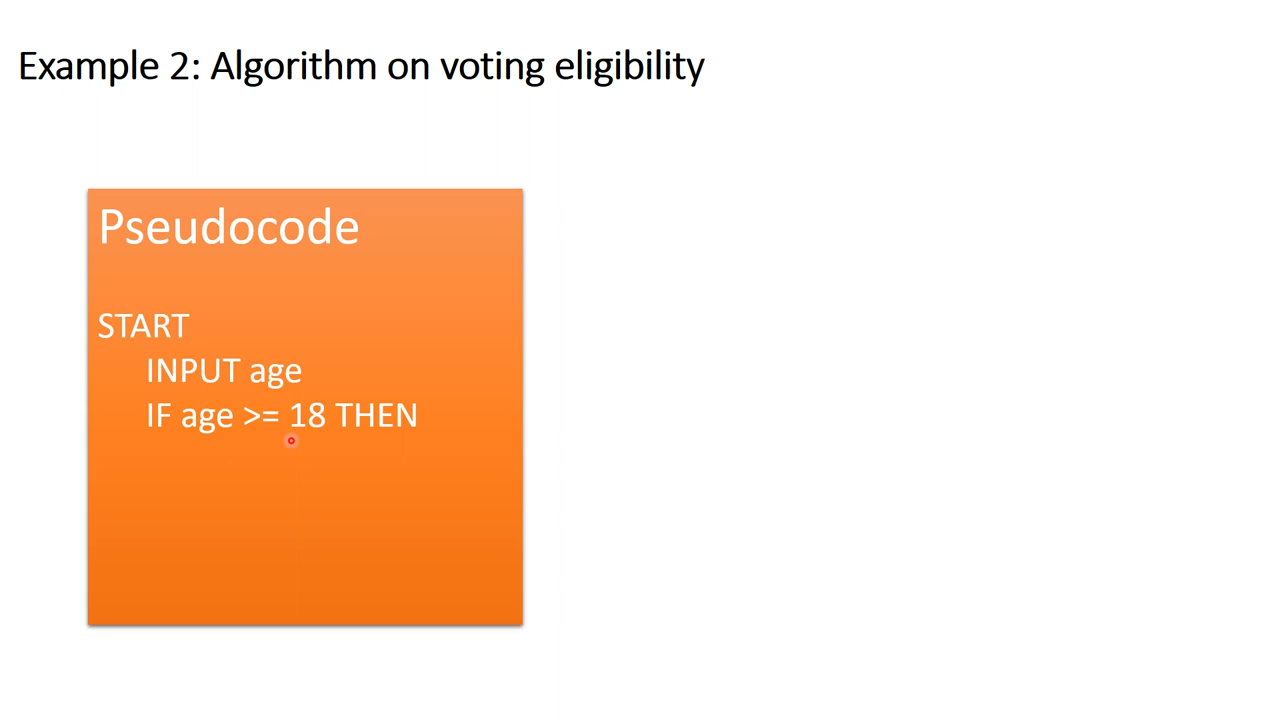 Example 2: Algorithm on voting eligibility
Pseudocode
START
INPUT age
IF age >= 18 THEN